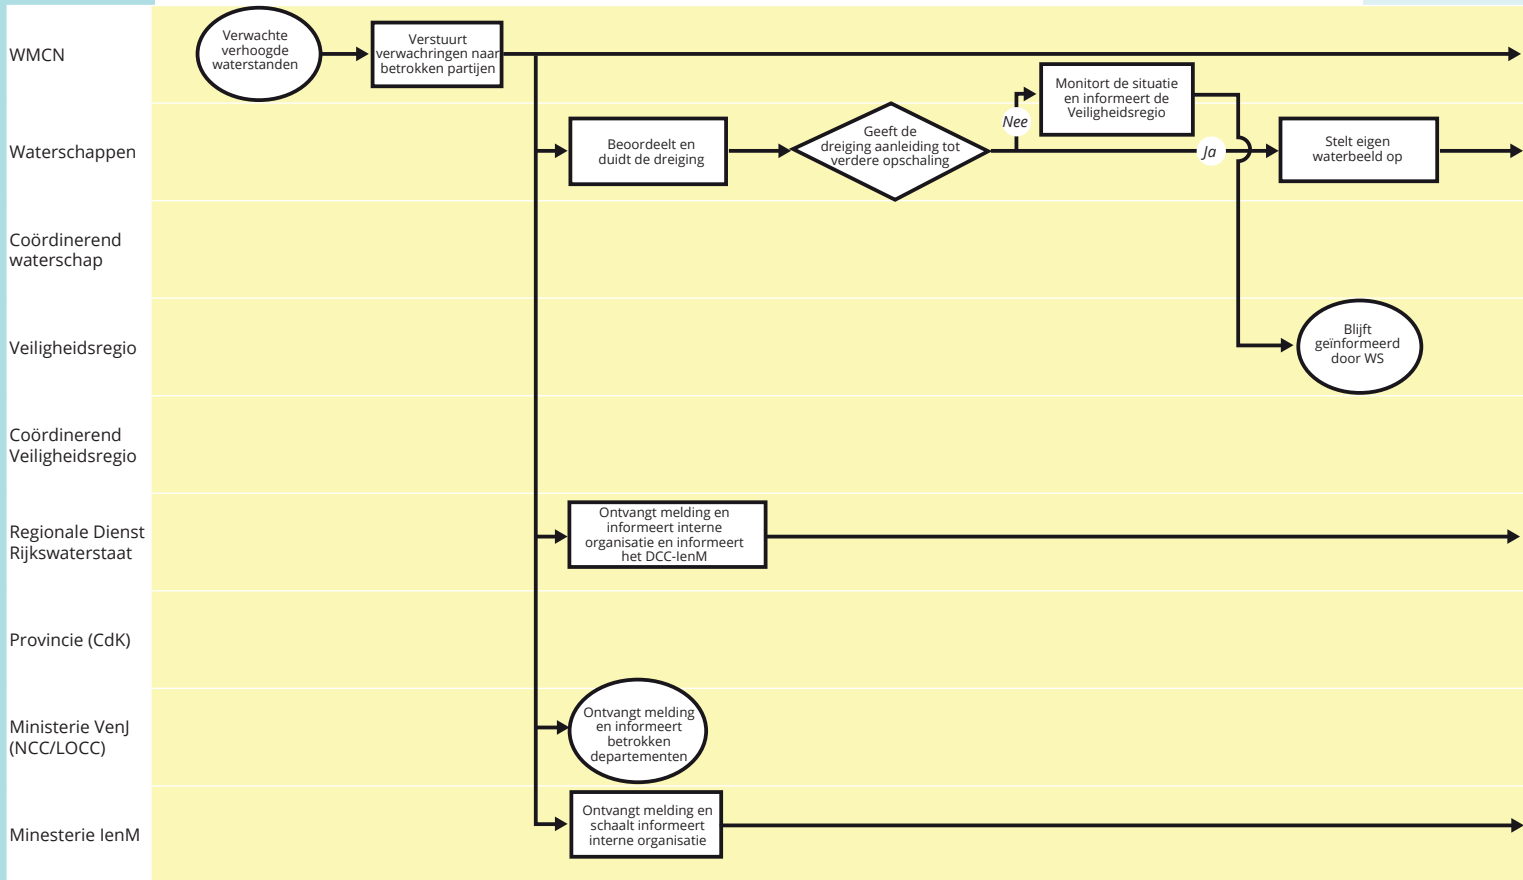 WMCN
Verwachte
verhoogde
waterstanden
Verstuurt
verwachringen naar
betrokken partijen
Waterschappen
Beoordeelt en
duidt de dreiging
Geeft de
dreiging aanleiding tot
verdere opschaling
Nee
Monitort de situatie
en informeert de
Veiligheidsregio
Ja
Stelt eigen
waterbeeld op
Coördinerend
waterschap
Veiligheidsregio
Blijft
geïnformeerd
door WS
Coördinerend
Veiligheidsregio
Regionale Dienst
Rijkswaterstaat
Ontvangt melding en
informeert interne
organisatie en informeert
het DCC-IenM
Provincie (CdK)
Ministerie VenJ
(NCC/LOCC)
Ontvangt melding
en informeert
betrokken
departementen
Minesterie IenM
Ontvangt melding en
schaalt informeert
interne organisatie